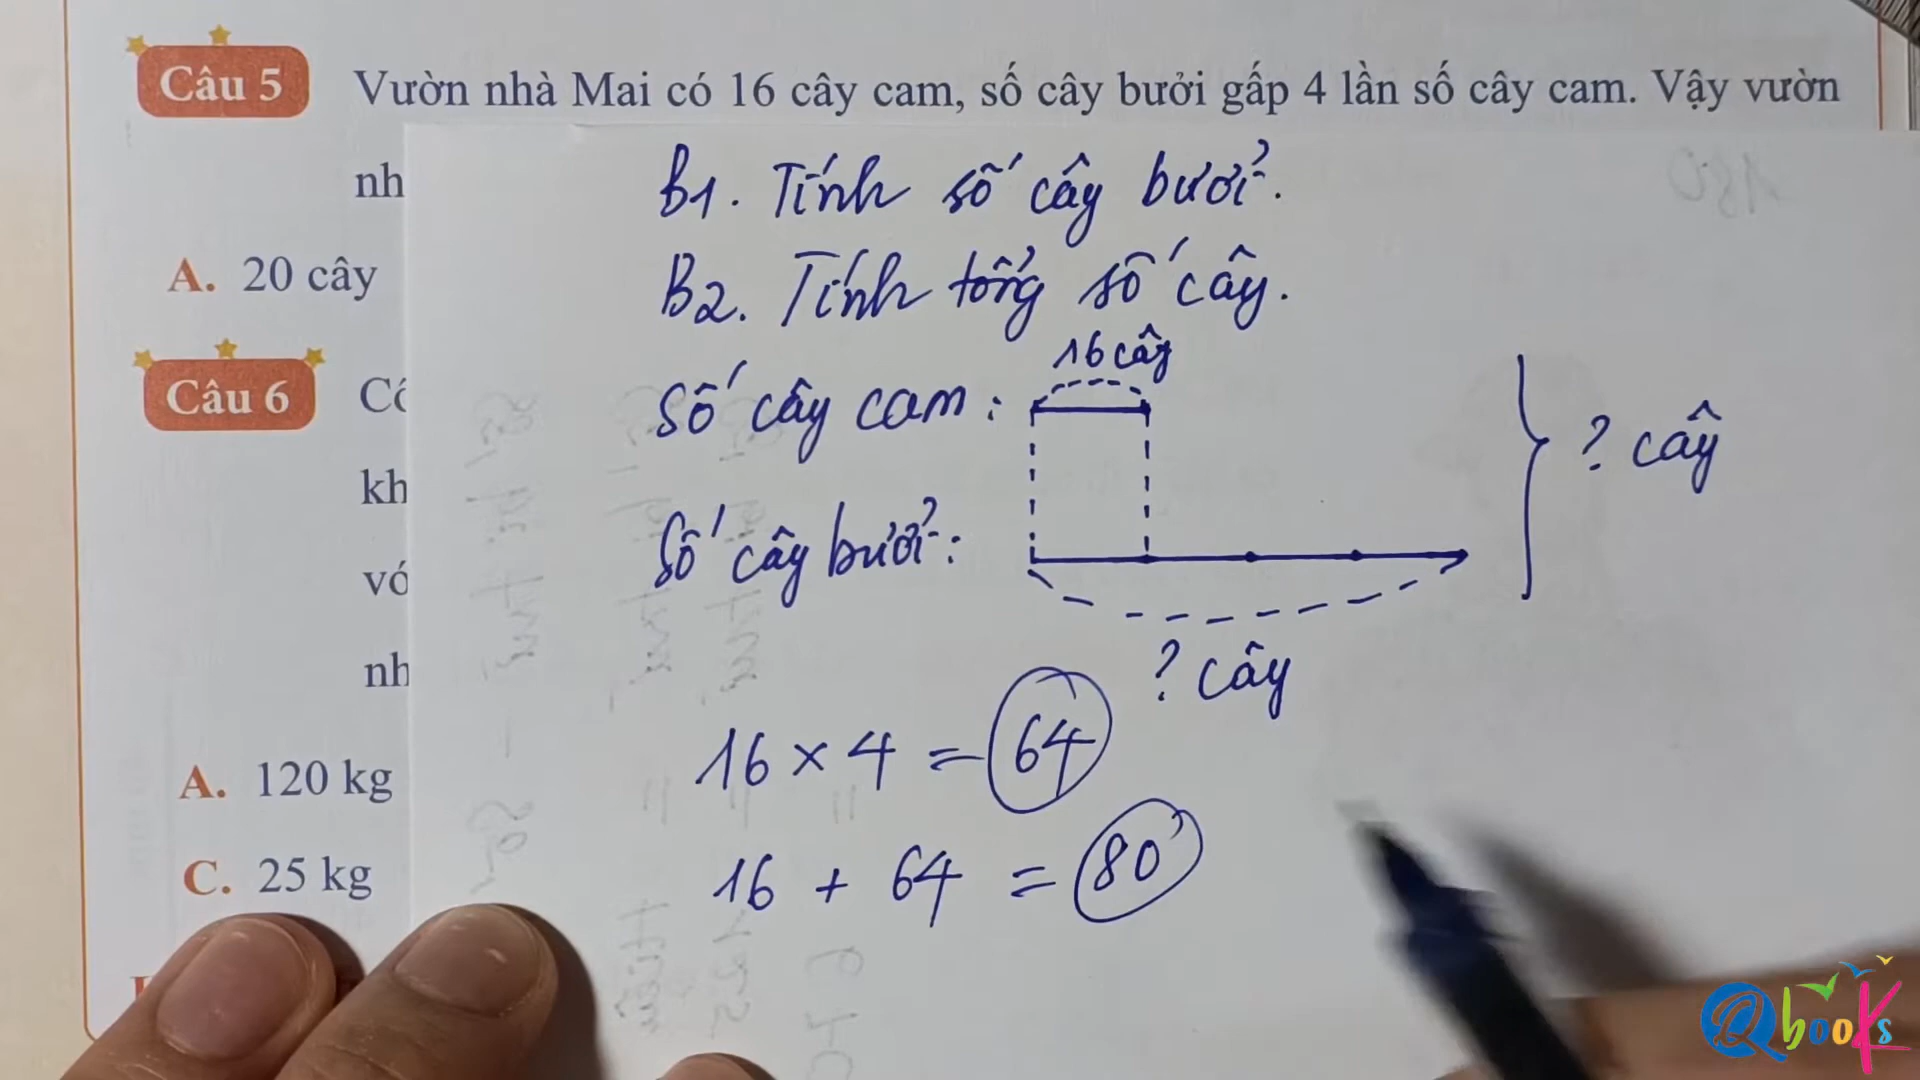 Câu 5 Vườn nhà Mai có 16 cây cam, số cây bưởi gấp 4 lần số cây cam. Vậy vườn
nh
B1. Tính số cây bưởi.
A. 20 cây
B2. Tính tổng số cây.
16 cây
Câu 6
Số cây cam :
? cây
kh
Số cây bưởi :
vớ
nh
? cây
16 × 4 = 64
A. 120 kg
16 + 64 = 80
C. 25 kg
Qbooks